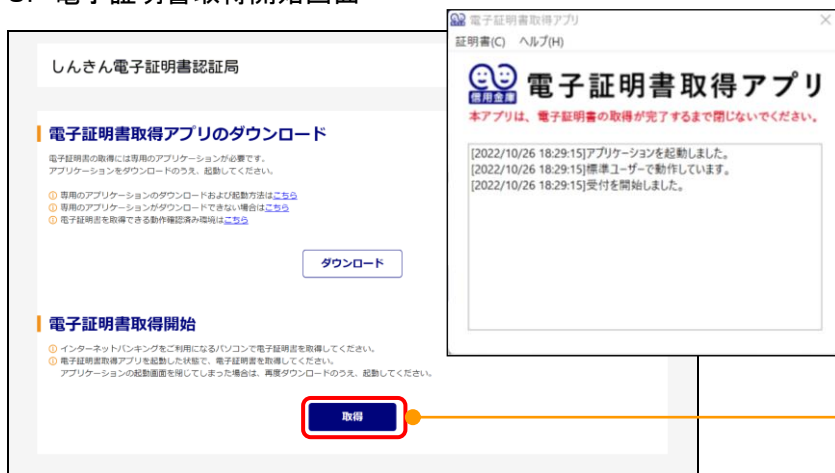 電子証明書取得開始画面
しんきん電子証明書認証局
電子証明書取得アプリのダウンロード
電子証明書の取得には専用のアプリケーションが必要です。
アプリケーションをダウンロードのうえ、起動してください。
専用のアプリケーションのダウンロードおよび起動方法はこちら
専用のアプリケーションがダウンロードできない場合はこちら
電子証明書を取得できる動作確認済み環境はこちら
ダウンロード
電子証明書取得開始
インターネットバンキングをご利用になるパソコンで電子証明書を取得してください。
電子証明書取得アプリを起動した状態で、電子証明書を取得してください。
アプリケーションの起動画面を閉じてしまった場合は、再度ダウンロードのうえ、起動してください。
取得
電子証明書取得アプリ
証明書(C) ヘルプ(H)
信用金庫
電子証明書取得アプリ
本アプリは、電子証明書の取得が完了するまで閉じないでください。
[2022/10/26 18:29:15]アプリケーションを起動しました。
[2022/10/26 18:29:15]標準ユーザーで動作しています。
[2022/10/26 18:29:15]受付を開始しました。